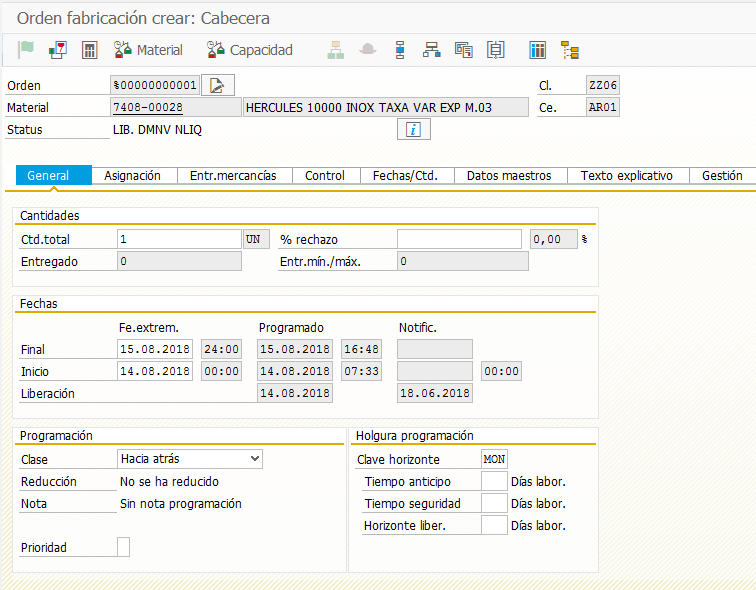 Orden fabricación crear: Cabecera
Material Capacidad
Orden %00000000001 Cl. ZZ06
Material 7408-00028 HERCULES 10000 INOX TAXA VAR EXP M.03 Ce. AR01
Status LIB. DMNV NLIQ
General Asignación Entr.mercancías Control Fechas/Ctd. Datos maestros Texto explicativo Gestión
Cantidades
Ctd.total 1 UN % rechazo 0,00 %
Entregado 0 Entr.mín./máx. 0
Fechas
Fe.extrem. Programado Notific.
Final 15.08.2018 24:00 15.08.2018 16:48
Inicio 14.08.2018 00:00 14.08.2018 07:33 00:00
Liberación 14.08.2018 18.06.2018
Programación Holgura programación
Clase Hacia atrás Clave horizonte MON
Reducción No se ha reducido Tiempo anticipo Días labor.
Nota Sin nota programación Tiempo seguridad Días labor.
Horizonte liber. Días labor.
Prioridad